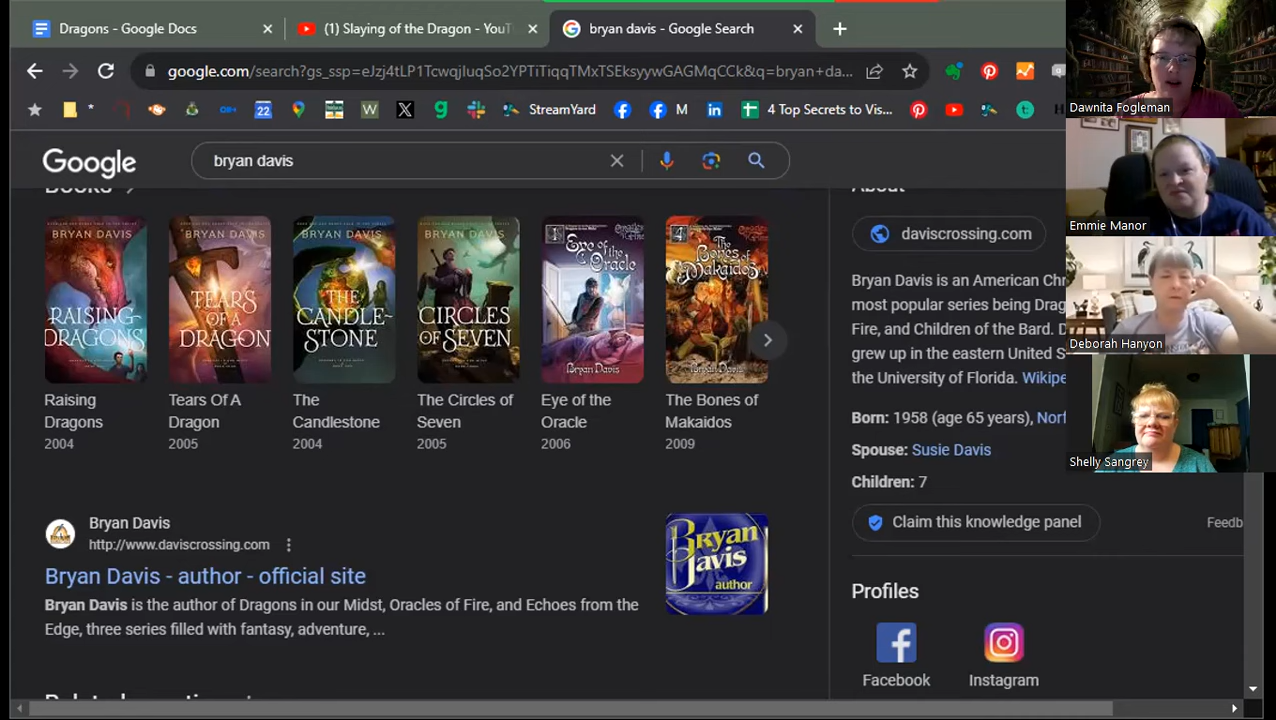 Dragons - Google Docs
(1) Slaying of the Dragon - YouT
bryan davis - Google Search
google.com/search?gs_ssp=eJzj4tLP1TcwqjIuqSo2YPTiTiqqTMxTSEksyywGAGMqCCk&q=bryan+da...
22
StreamYard
M
4 Top Secrets to Vis...
Google
bryan davis
Books
About
BRYAN DAVIS
RAISING
DRAGONS
BRYAN DAVIS
TEARS
OF A
DRAGON
BRYAN DAVIS
THE
CANDLE-
STONE
BRYAN DAVIS
CIRCLES
OF SEVEN
1
Eye of the
Oracle
Bryan Davis
4
The
Bones of
Makaidos
Bryan Davis
Raising
Dragons
2004
Tears Of A
Dragon
2005
The
Candlestone
2004
The Circles of
Seven
2005
Eye of the
Oracle
2006
The Bones of
Makaidos
2009
daviscrossing.com
Bryan Davis is an American Chr
most popular series being Drag
Fire, and Children of the Bard. D
grew up in the eastern United S
the University of Florida. Wikipe
Born: 1958 (age 65 years), Norf
Spouse: Susie Davis
Children: 7
Claim this knowledge panel
Feedb
Bryan Davis
http://www.daviscrossing.com
Bryan Davis - author - official site
Bryan Davis is the author of Dragons in our Midst, Oracles of Fire, and Echoes from the
Edge, three series filled with fantasy, adventure, ...
Bryan
Davis
author
Profiles
Facebook
Instagram
Dawnita Fogleman
Emmie Manor
Deborah Hanyon
Shelly Sangrey